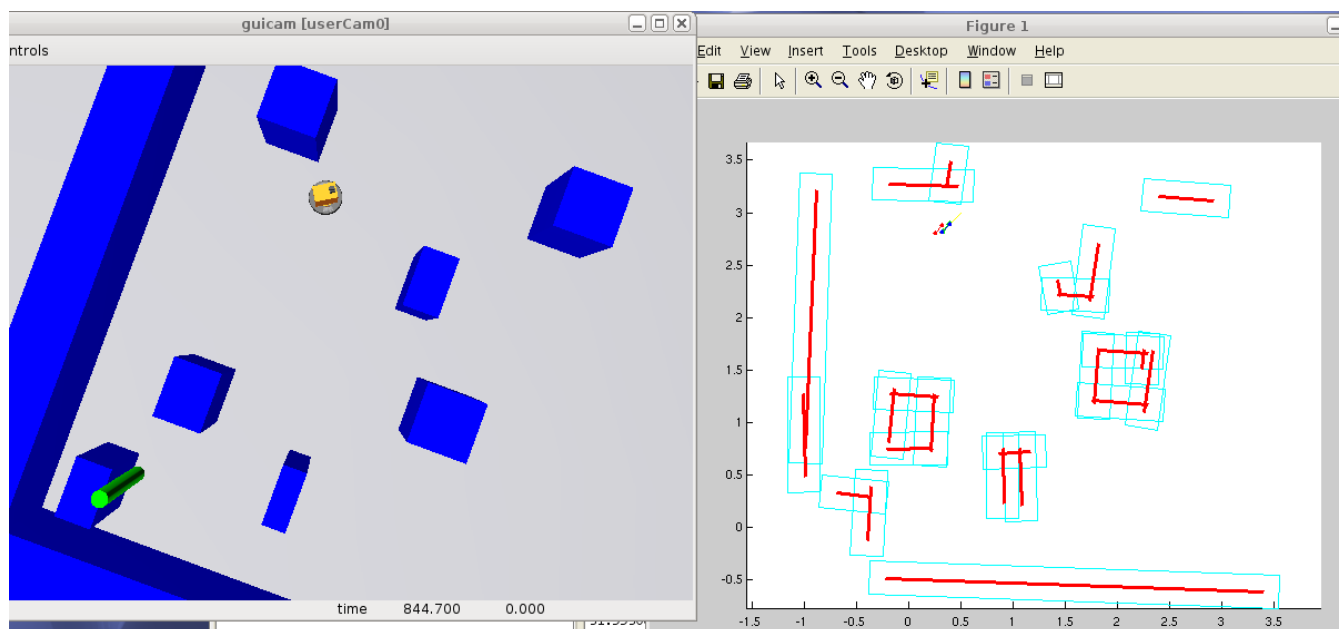 guicam [userCam0]
ntrols
time 844.700 0.000
Figure 1
Edit View Insert Tools Desktop Window Help
3.5
3
2.5
2
1.5
1
0.5
0
-0.5
-1.5 -1 -0.5 0 0.5 1 1.5 2 2.5 3 3.5